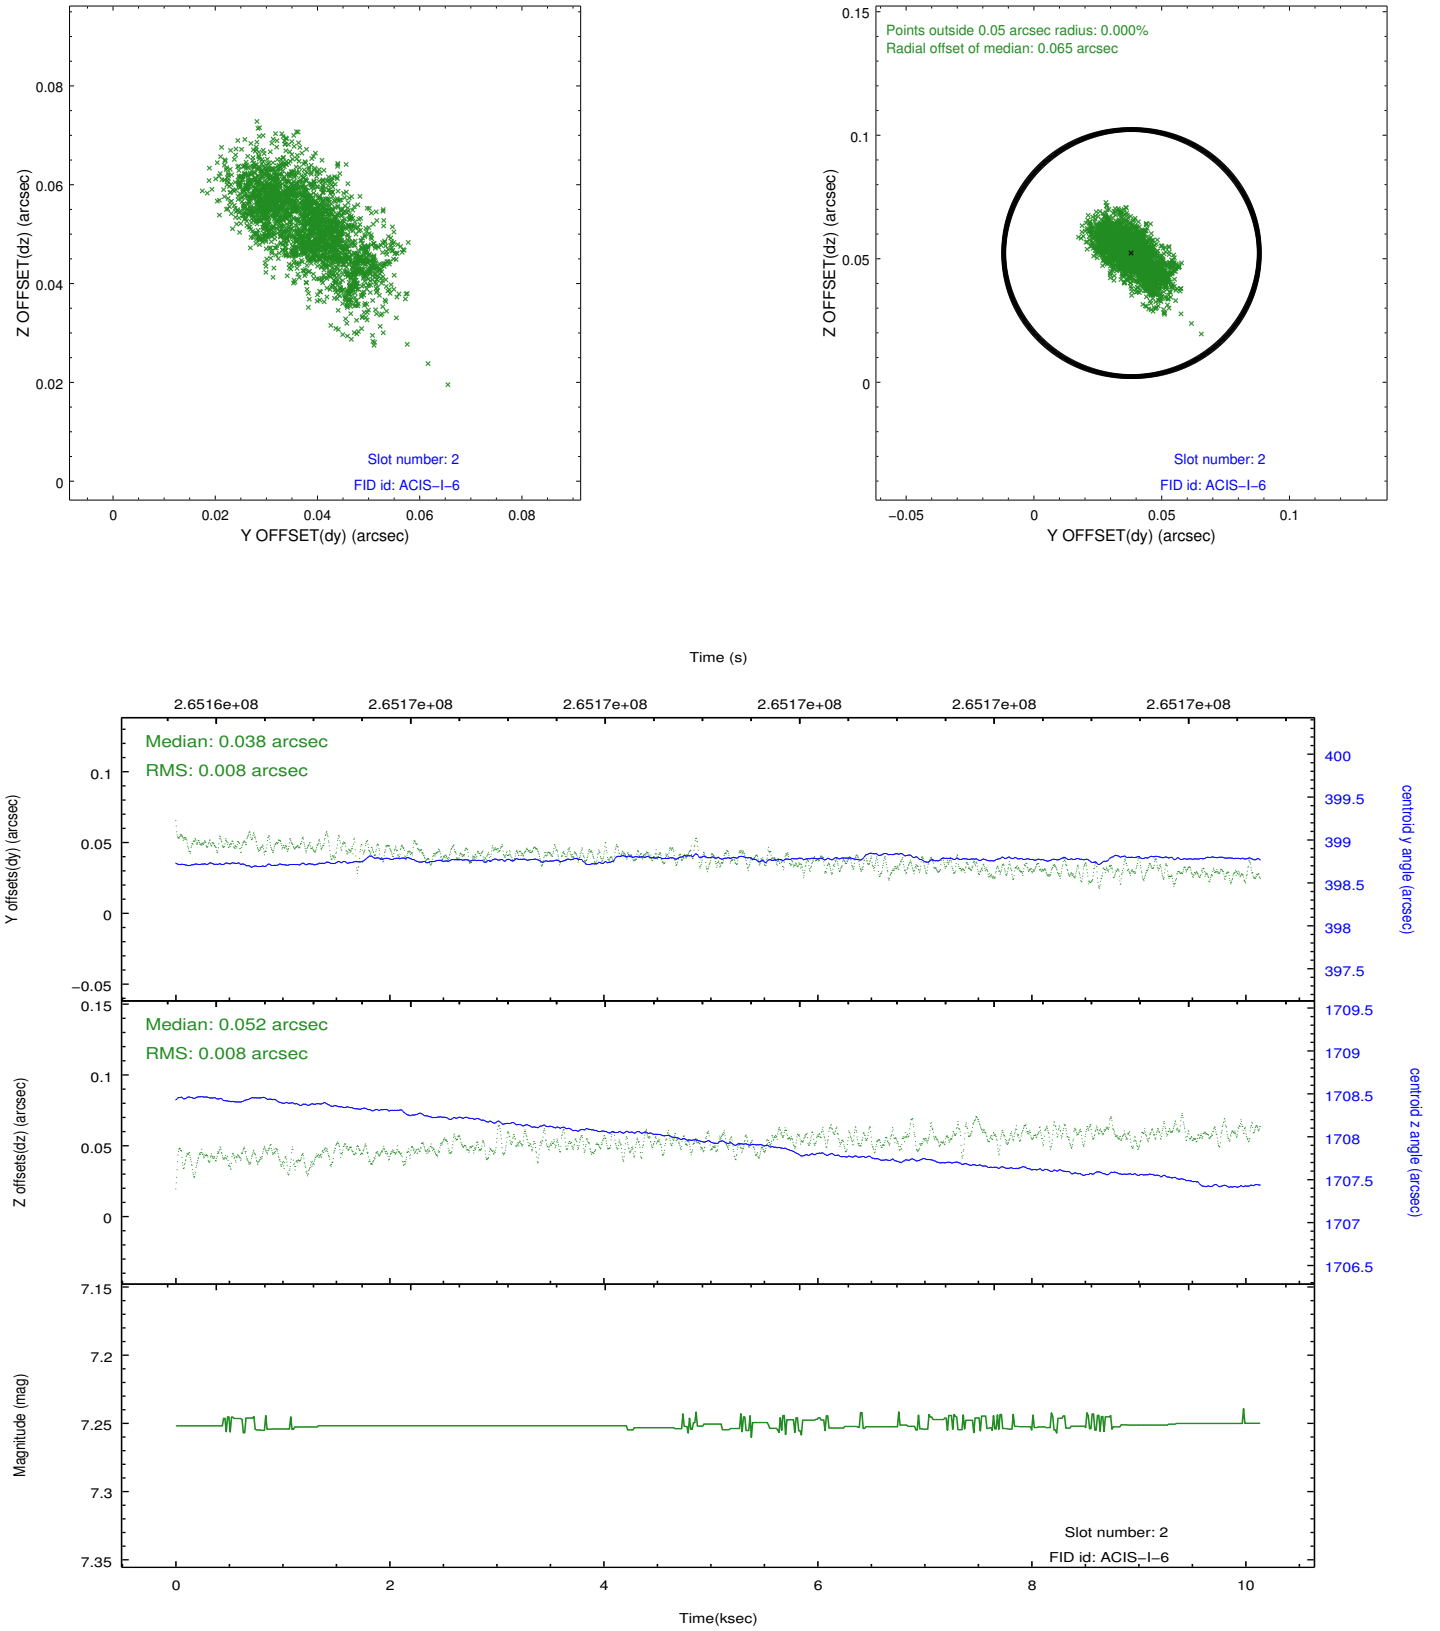 0.08
0.06
0.04
0.02
0
Z OFFSET(dz) (arcsec)
Slot number: 2
FID id: ACIS−I−6
0
0.02
0.04
0.06
0.08
Y OFFSET(dy) (arcsec)
0.15
0.1
0.05
0
Z OFFSET(dz) (arcsec)
Points outside 0.05 arcsec radius: 0.000%
Radial offset of median: 0.065 arcsec
Slot number: 2
FID id: ACIS−I−6
−0.05
0
0.05
0.1
Y OFFSET(dy) (arcsec)
Time (s)
2.6516e+08
2.6517e+08
2.6517e+08
2.6517e+08
2.6517e+08
2.6517e+08
Median: 0.038 arcsec
RMS: 0.008 arcsec
0.1
0.05
0
−0.05
Y offsets(dy) (arcsec)
400
399.5
399
398.5
398
397.5
centroid y angle (arcsec)
Median: 0.052 arcsec
RMS: 0.008 arcsec
0.15
0.1
0.05
0
Z offsets(dz) (arcsec)
1709.5
1709
1708.5
1708
1707.5
1707
1706.5
centroid z angle (arcsec)
7.15
7.2
7.25
7.3
7.35
Magnitude (mag)
Slot number: 2
FID id: ACIS−I−6
0
2
4
6
8
10
Time(ksec)